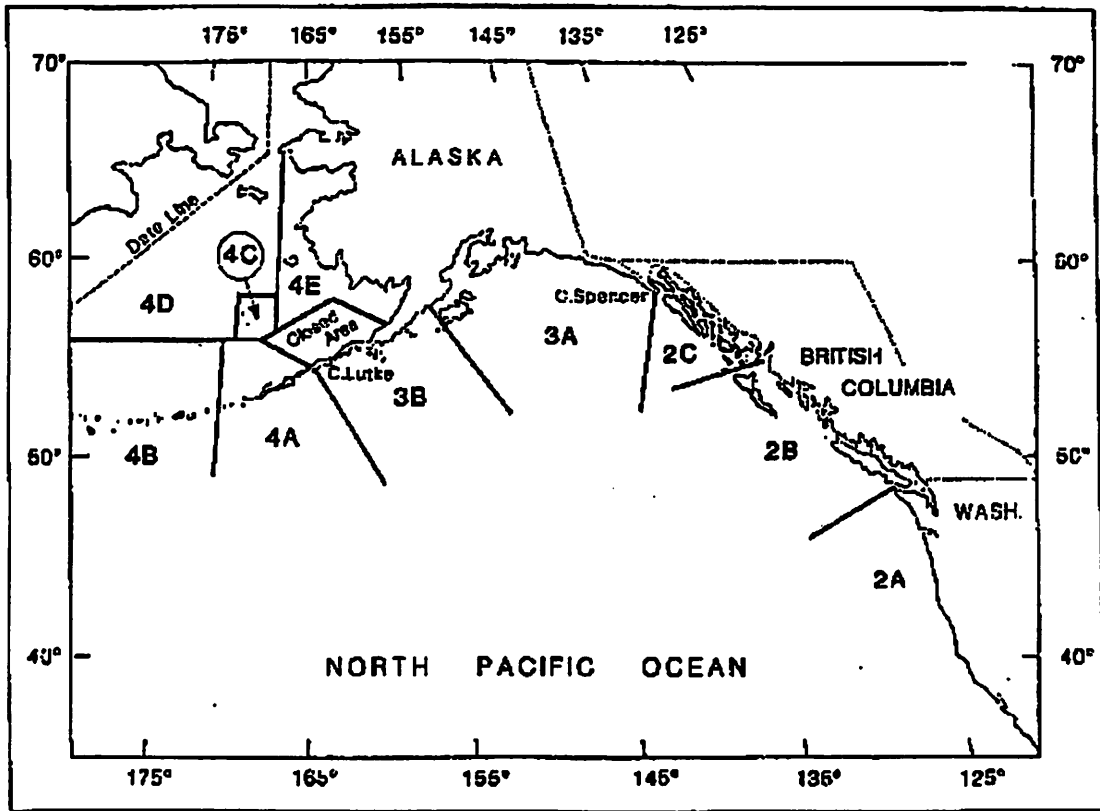 175° 165° 155° 145° 135° 125°
70° 70°
ALASKA
Date Line
60° 4C 60°
4D 4E C.Spencer
Closed Area 3A
2C BRITISH
C.Lutke COLUMBIA
3B
4A 2B
4B
50° 50°
WASH.
2A
40° 40°
NORTH PACIFIC OCEAN
175° 165° 155° 145° 135° 125°